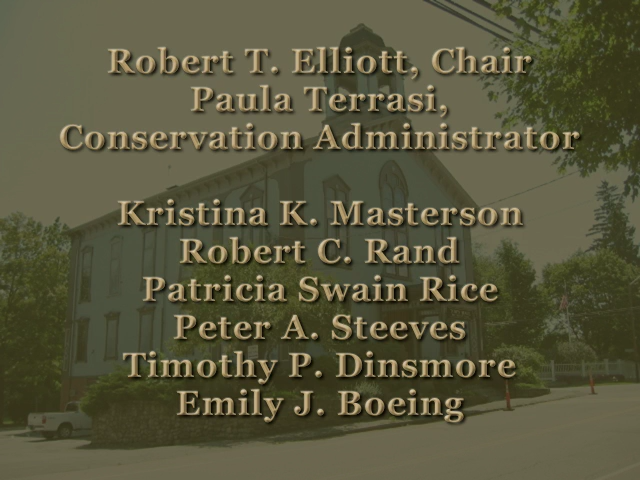 Robert T. Elliott, Chair
Paula Terrasi,
Conservation Administrator
Kristina K. Masterson
Robert C. Rand
Patricia Swain Rice
Peter A. Steeves
Timothy P. Dinsmore
Emily J. Boeing